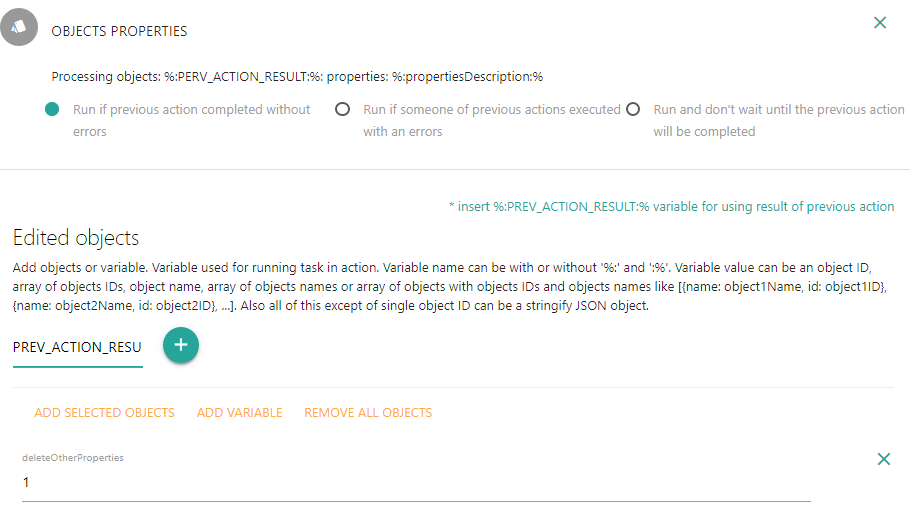 OBJECTS PROPERTIES
Processing objects: %:PERV_ACTION_RESULT:%: properties: %:propertiesDescription:%
Run if previous action completed without errors
Run if someone of previous actions executed with an errors
Run and don't wait until the previous action will be completed
* insert %:PREV_ACTION_RESULT:% variable for using result of previous action
Edited objects
Add objects or variable. Variable used for running task in action. Variable name can be with or without '%:' and ':%'. Variable value can be an object ID,
array of objects IDs, object name, array of objects names or array of objects with objects IDs and objects names like [{name: object1Name, id: object1ID},
{name: object2Name, id: object2ID}, ...]. Also all of this except of single object ID can be a stringify JSON object.
PREV_ACTION_RESU
ADD SELECTED OBJECTS ADD VARIABLE REMOVE ALL OBJECTS
deleteOtherProperties
1